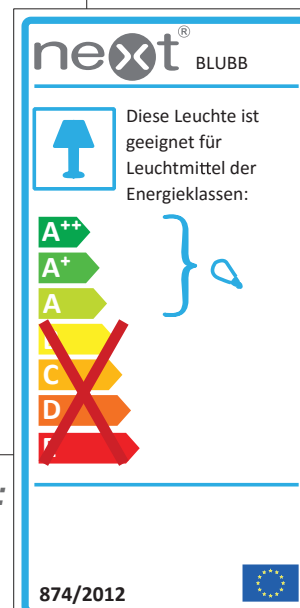 next® BLUBB
Diese Leuchte ist
geeignet für
Leuchtmittel der
Energieklassen:
A++
A+
A
C
D
874/2012